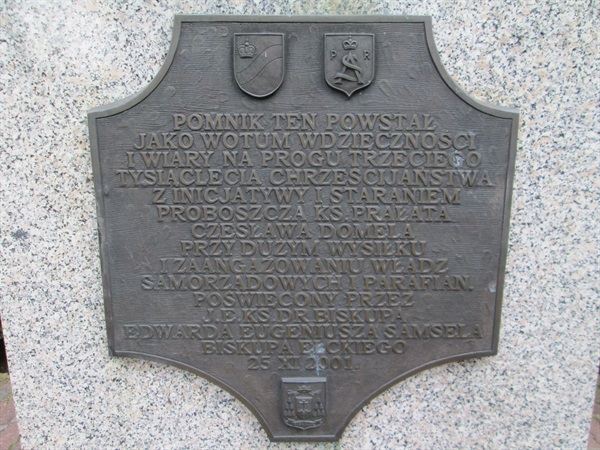 P R
POMNIK TEN POWSTAŁ
JAKO WOTUM WDZIĘCZNOŚCI
I WIARY NA PROGU TRZECIEGO
TYSIĄCLECIA CHRZEŚCIJAŃSTWA
Z INICJATYWY I STARANIEM
PROBOSZCZA KS. PRAŁATA
CZESŁAWA DOMELA
PRZY DUŻYM WYSIŁKU
I ZAANGAŻOWANIU WŁADZ
SAMORZĄDOWYCH I PARAFIAN.
POŚWIĘCONY PRZEZ
J.E. KS. DR BISKUPA
EDWARDA EUGENIUSZA SAMSELA
BISKUPA EŁCKIEGO
25 XI 2001.